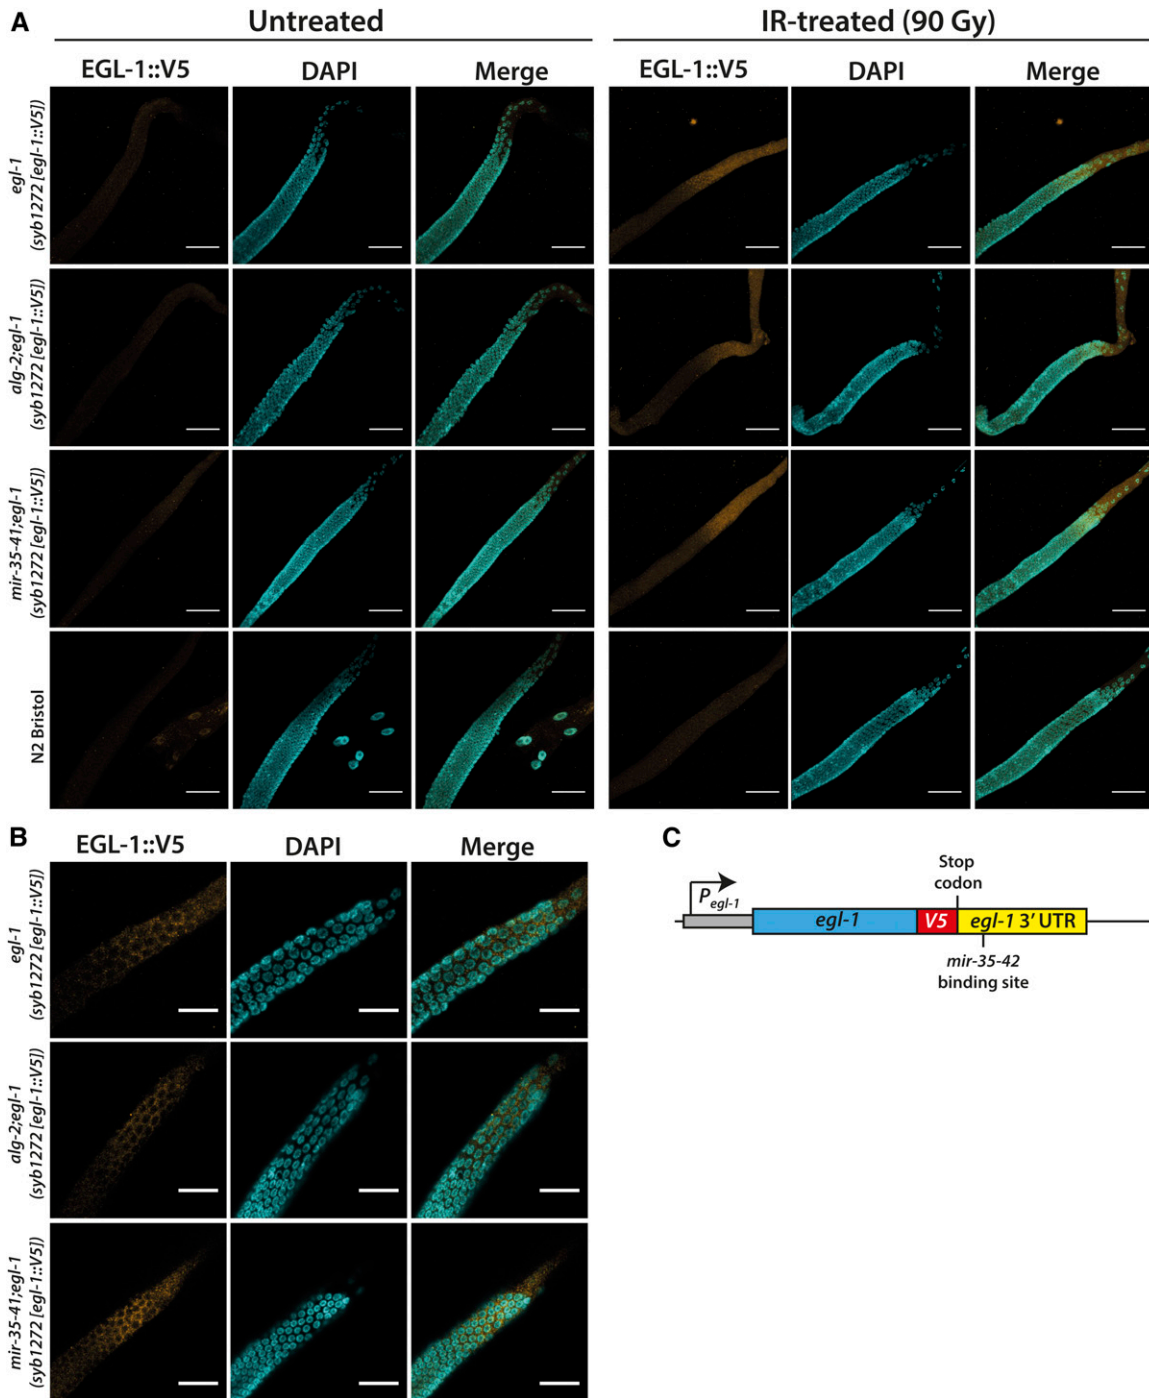 A
Untreated
IR-treated (90 Gy)
EGL-1::V5 DAPI Merge
EGL-1::V5 DAPI Merge
egl-1
(syb1272 [egl-1::V5])
alg-2;egl-1
(syb1272 [egl-1::V5])
mir-35-41;egl-1
(syb1272 [egl-1::V5])
N2 Bristol
B
EGL-1::V5 DAPI Merge
egl-1
(syb1272 [egl-1::V5])
alg-2;egl-1
(syb1272 [egl-1::V5])
mir-35-41;egl-1
(syb1272 [egl-1::V5])
C
Stop
codon
Pegl-1
egl-1 V5 egl-1 3' UTR
mir-35-42
binding site